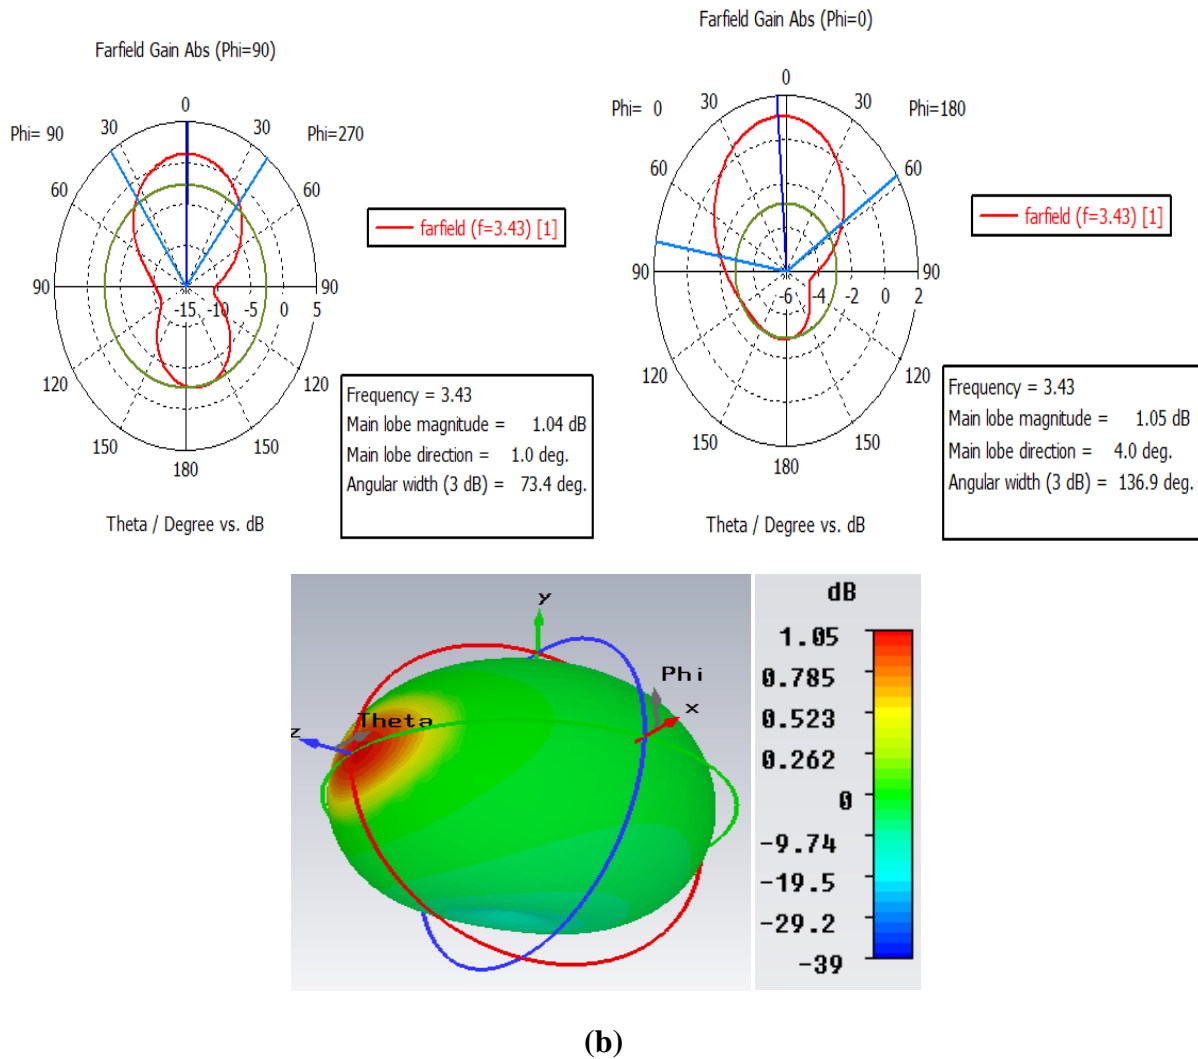 Farfield Gain Abs (Phi=90)
0
30
30
Phi= 90
Phi=270
60
60
90
90
-15
-10
-5
0
5
120
120
150
150
180
Theta / Degree vs. dB
farfield (f=3.43) [1]
Frequency = 3.43
Main lobe magnitude = 1.04 dB
Main lobe direction = 1.0 deg.
Angular width (3 dB) = 73.4 deg.
Farfield Gain Abs (Phi=0)
0
30
30
Phi= 0
Phi=180
60
60
90
90
-6
-4
-2
0
2
120
120
150
150
180
Theta / Degree vs. dB
farfield (f=3.43) [1]
Frequency = 3.43
Main lobe magnitude = 1.05 dB
Main lobe direction = 4.0 deg.
Angular width (3 dB) = 136.9 deg.
y
Phi
x
Theta
z
dB
1.05
0.785
0.523
0.262
0
-9.74
-19.5
-29.2
-39
(b)